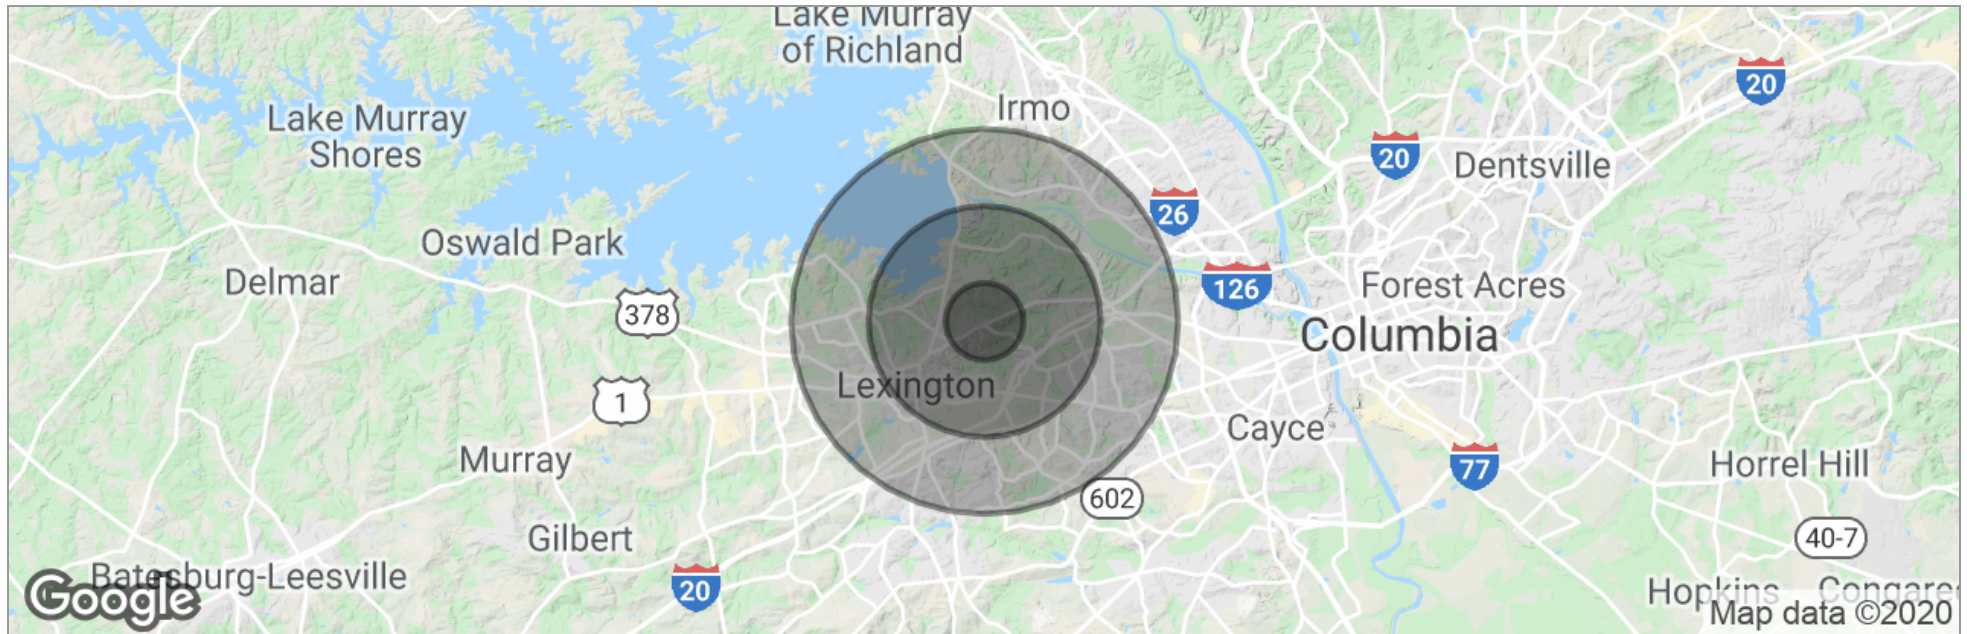 Lake Murray
of Richland
20
Irmo
Lake Murray
Shores
20
Dentsville
26
Oswald Park
Delmar
126
Forest Acres
378
Columbia
Lexington
1
Cayce
Murray
77
Horrel Hill
602
Gilbert
40-7
Batesburg-Leesville
20
Hopkins
Congare
Google
Map data ©2020